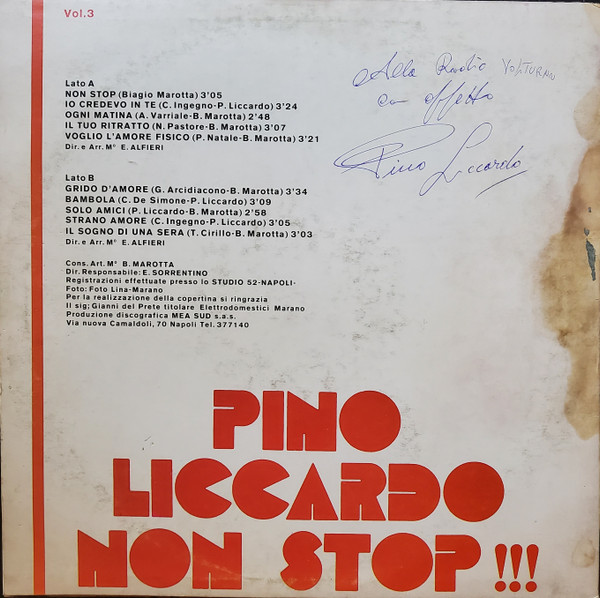 Vol.3
Lato A
NON STOP (Biagio Marotta) 3'05
IO CREDEVO IN TE (C. Ingegno-P. Liccardo) 3'24
OGNI MATINA (A. Varriale-B. Marotta) 2'48
IL TUO RITRATTO (N. Pastore-B. Marotta) 3'07
VOGLIO L'AMORE FISICO (P. Natale-B. Marotta) 3'21
Dir. e Arr. Mº E. ALFIERI
Lato B
GRIDO D'AMORE (G. Arcidiacono-B. Marotta) 3'34
BAMBOLA (C. De Simone-P. Liccardo) 3'09
SOLO AMICI (P. Liccardo-B. Marotta) 2'58
STRANO AMORE (C. Ingegno-P. Liccardo) 3'05
IL SOGNO DI UNA SERA (T. Cirillo-B. Marotta) 3'03
Dir. e Arr. Mº E. ALFIERI
Cons. Art. Mº B. MAROTTA
Dir. Responsabile: E. SORRENTINO
Registrazioni effettuate presso lo STUDIO 52-NAPOLI-
Foto: Foto Lina-Marano
Per la realizzazione della copertina si ringrazia
Il sig; Gianni del Prete titolare Elettrodomestici Marano
Produzione discografica MEA SUD s.a.s.
Via nuova Camaldoli, 70 Napoli Tel. 377140
Alla Radio
con affetto
Pino Liccardo
PINO
LICCARDO
NON STOP!!!